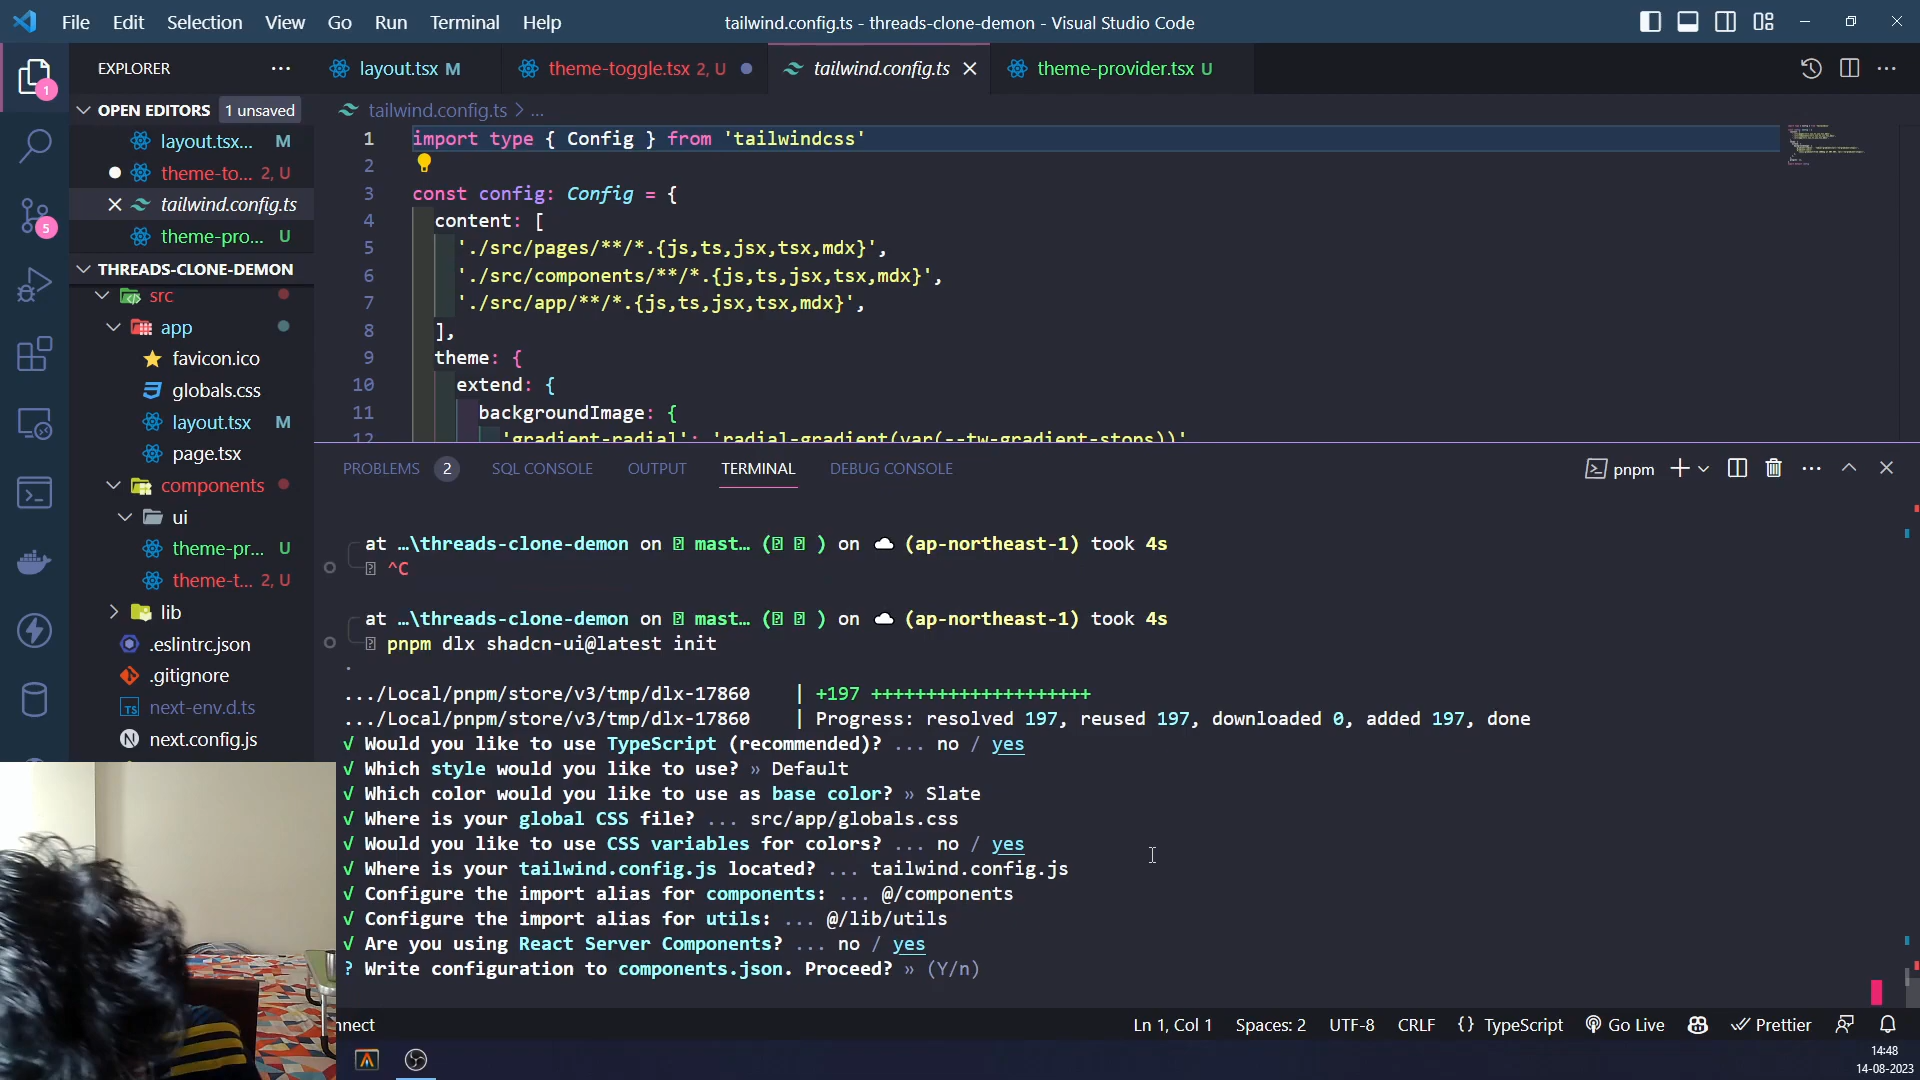 File Edit Selection View Go Run Terminal Help
tailwind.config.ts - threads-clone-demon - Visual Studio Code
EXPLORER
layout.tsx M
theme-toggle.tsx 2, U
tailwind.config.ts
theme-provider.tsx U
1
OPEN EDITORS 1 unsaved
layout.tsx... M
theme-to... 2, U
tailwind.config.ts
theme-pro... U
5
THREADS-CLONE-DEMON
src
app
favicon.ico
globals.css
layout.tsx M
page.tsx
components
ui
theme-pr... U
theme-t... 2, U
lib
.eslintrc.json
.gitignore
next-env.d.ts
next.config.js
tailwind.config.ts > ...
1 import type { Config } from 'tailwindcss'
2
3 const config: Config = {
4 content: [
5 './src/pages/**/*.{js,ts,jsx,tsx,mdx}',
6 './src/components/**/*.{js,ts,jsx,tsx,mdx}',
7 './src/app/**/*.{js,ts,jsx,tsx,mdx}',
8 ],
9 theme: {
10 extend: {
11 backgroundImage: {
12 'gradient-radial': 'radial-gradient(var(--tw-gradient-stops))'
PROBLEMS 2 SQL CONSOLE OUTPUT TERMINAL DEBUG CONSOLE
pnpm
at …\threads-clone-demon on mast… ( ) on (ap-northeast-1) took 4s
^C
at …\threads-clone-demon on mast… ( ) on (ap-northeast-1) took 4s
pnpm dlx shadcn-ui@latest init
.
.../Local/pnpm/store/v3/tmp/dlx-17860 | +197 ++++++++++++++++++++
.../Local/pnpm/store/v3/tmp/dlx-17860 | Progress: resolved 197, reused 197, downloaded 0, added 197, done
√ Would you like to use TypeScript (recommended)? ... no / yes
√ Which style would you like to use? » Default
√ Which color would you like to use as base color? » Slate
√ Where is your global CSS file? ... src/app/globals.css
√ Would you like to use CSS variables for colors? ... no / yes
√ Where is your tailwind.config.js located? ... tailwind.config.js
√ Configure the import alias for components: ... @/components
√ Configure the import alias for utils: ... @/lib/utils
√ Are you using React Server Components? ... no / yes
? Write configuration to components.json. Proceed? » (Y/n)
nnect
Ln 1, Col 1 Spaces: 2 UTF-8 CRLF {} TypeScript Go Live Prettier
14:48
14-08-2023